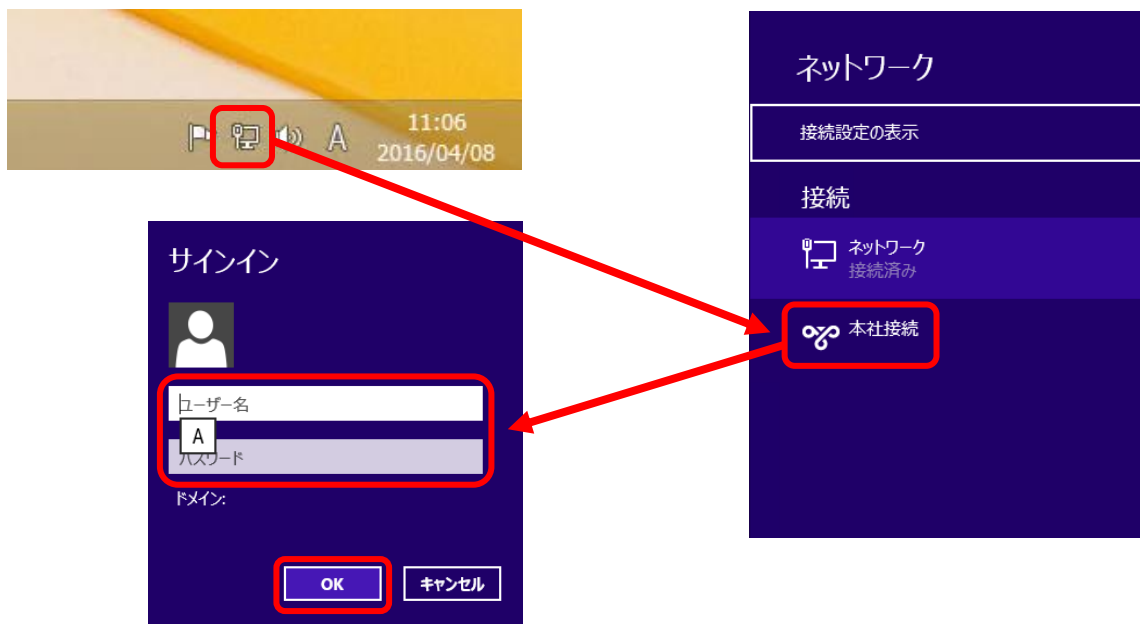 A
11:06
2016/04/08
ネットワーク
接続設定の表示
接続
ネットワーク
接続済み
本社接続
サインイン
ユーザー名
A
パスワード
ドメイン:
OK
キャンセル